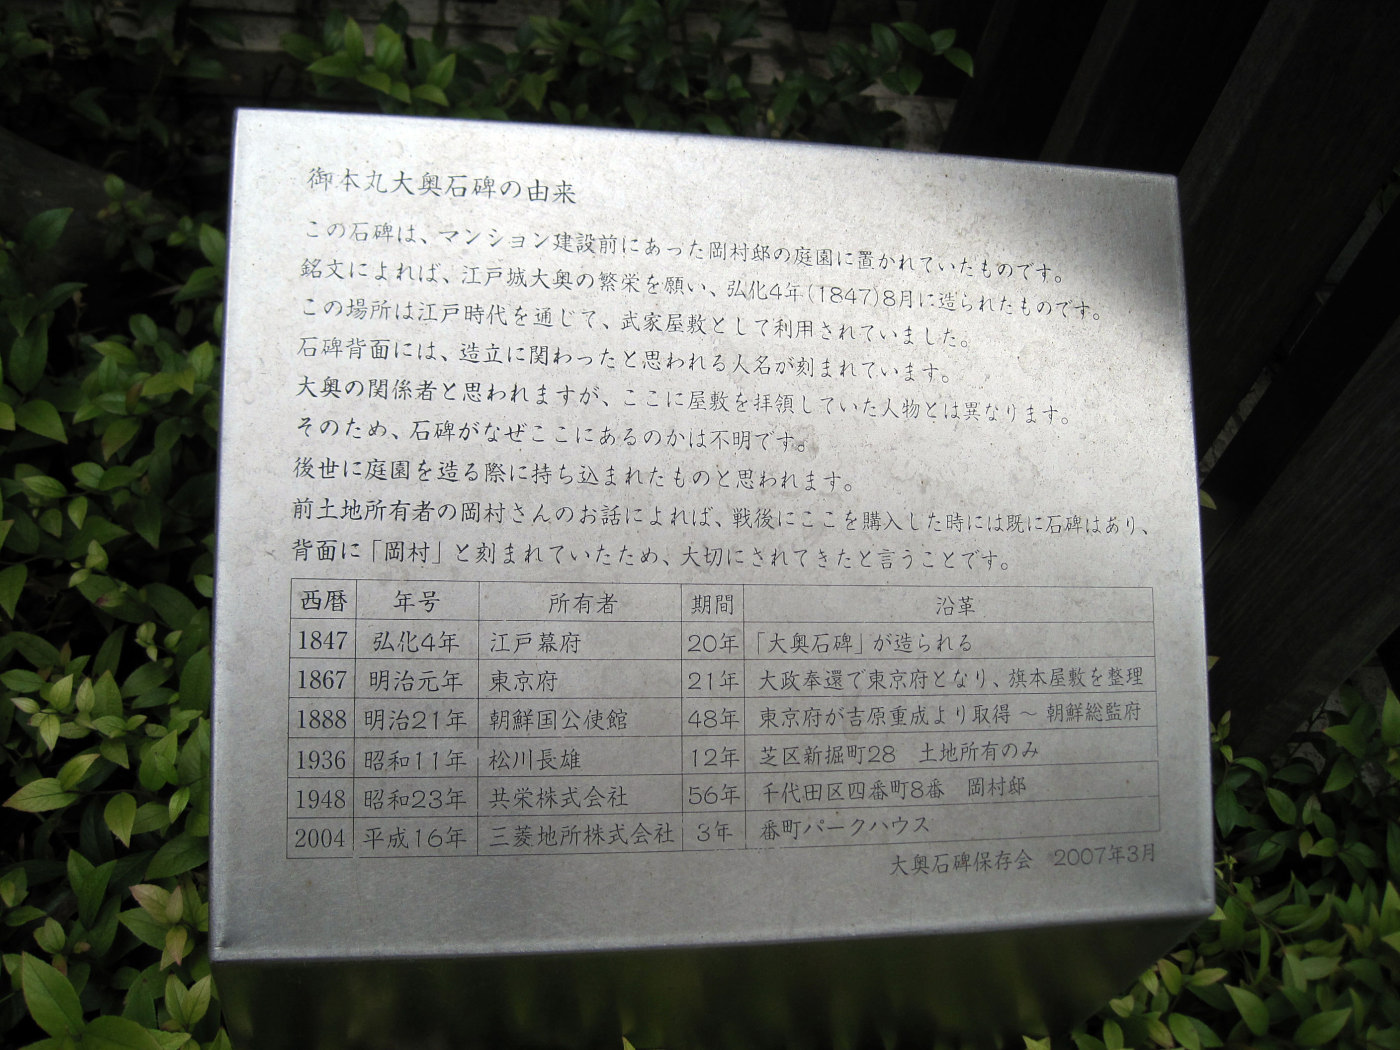 御本丸大奥石碑の由来
この石碑は、マンション建設前にあった岡村邸の庭園に置かれていたものです。
銘文によれば、江戸城大奥の繁栄を願い、弘化4年(1847)8月に造られたものです。
この場所は江戸時代を通じて、武家屋敷として利用されていました。
石碑背面には、造立に関わったと思われる人名が刻まれています。
大奥の関係者と思われますが、ここに屋敷を拝領していた人物とは異なります。
そのため、石碑がなぜここにあるのかは不明です。
後世に庭園を造る際に持ち込まれたものと思われます。
前土地所有者の岡村さんのお話によれば、戦後にここを購入した時には既に石碑はあり、
背面に「岡村」と刻まれていたため、大切にされてきたと言うことです。
西暦 年号 所有者 期間 沿革
1847 弘化4年 江戸幕府 20年 「大奥石碑」が造られる
1867 明治元年 東京府 21年 大政奉還で東京府となり、旗本屋敷を整理
1888 明治21年 朝鮮国公使館 48年 東京府が吉原重成より取得 ～ 朝鮮総監府
1936 昭和11年 松川長雄 12年 芝区新掘町28 土地所有のみ
1948 昭和23年 共栄株式会社 56年 千代田区四番町8番 岡村邸
2004 平成16年 三菱地所株式会社 3年 番町パークハウス
大奥石碑保存会 2007年3月